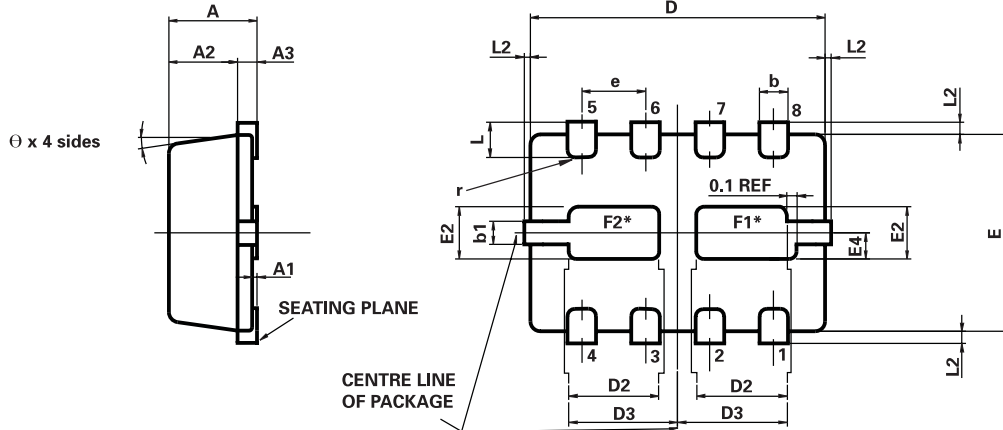 A
A2
A3
Θ x 4 sides
A1
SEATING PLANE
D
L2
L2
e
b
L2
5
6
7
8
L
r
0.1 REF
E2
b1
F2*
F1*
E4
E2
E
4
3
2
1
L2
D2
D2
D3
D3
CENTRE LINE
OF PACKAGE